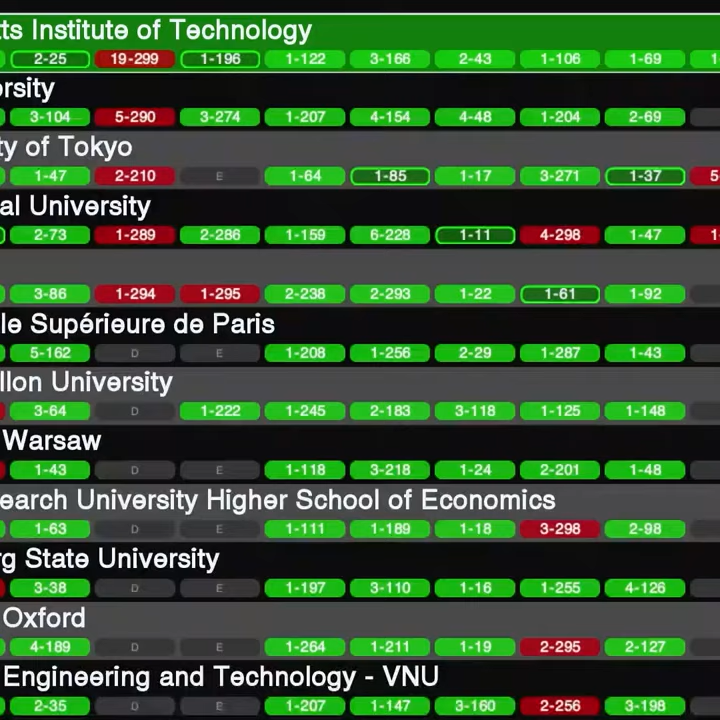 ts Institute of Technology
2-25 19-299 1-196 1-122 3-166 2-43 1-106 1-69 1-
ersity
3-104 5-290 3-274 1-207 4-154 4-48 1-204 2-69
ty of Tokyo
1-47 2-210 E 1-64 1-85 1-17 3-271 1-37 5
al University
2-73 1-289 2-286 1-159 6-228 1-11 4-298 1-47 1-
3-86 1-294 1-295 2-238 2-293 1-22 1-61 1-92
le Supérieure de Paris
5-162 D E 1-208 1-256 2-29 1-287 1-43
llon University
3-64 D 1-222 1-245 2-183 3-118 1-125 1-148
Warsaw
1-43 D E 1-118 3-218 1-24 2-201 1-48
search University Higher School of Economics
1-63 D E 1-111 1-189 1-18 3-298 2-98
rg State University
3-38 D E 1-197 3-110 1-16 1-255 4-126
Oxford
4-189 D E 1-264 1-211 1-19 2-295 2-127
Engineering and Technology - VNU
2-35 D E 1-207 1-147 3-160 2-256 3-198